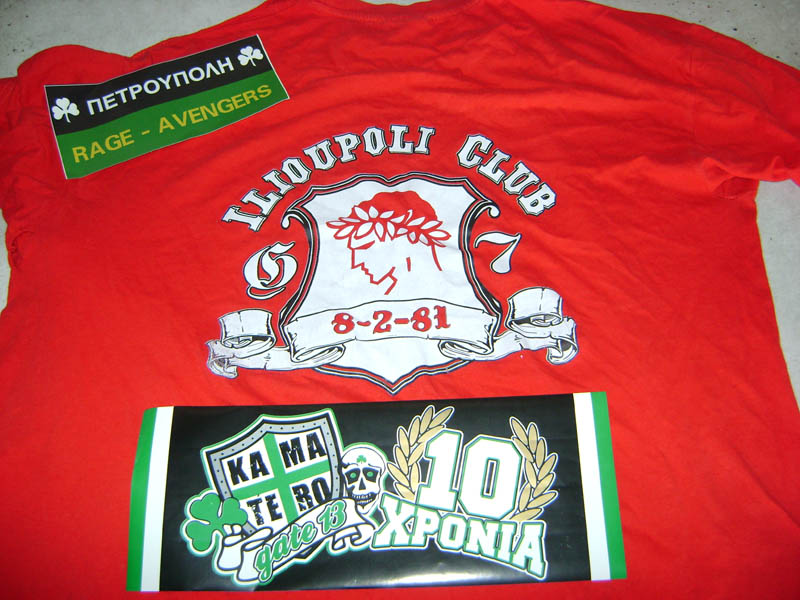 ΠΕΤΡΟΥΠΟΛΗ
RAGE - AVENGERS
ILIOUPOLI CLUB
G 7
8-2-81
KA MA
TE RO
gate 13
10
ΧΡΟΝΙΑ